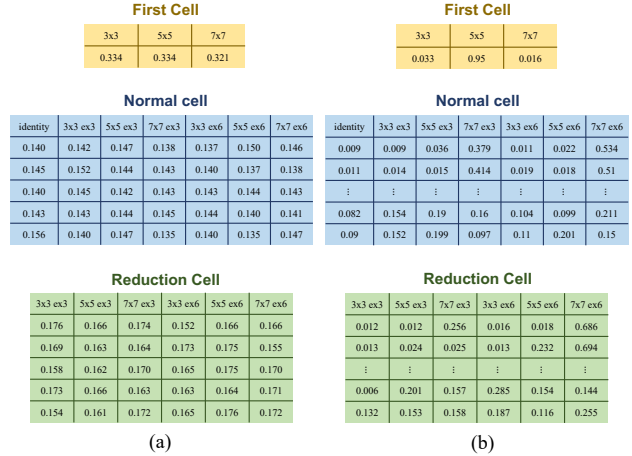 First Cell
3x3 5x5 7x7
0.334 0.334 0.321
Normal cell
identity 3x3 ex3 5x5 ex3 7x7 ex3 3x3 ex6 5x5 ex6 7x7 ex6
0.140 0.142 0.147 0.138 0.137 0.150 0.146
0.145 0.152 0.144 0.143 0.140 0.137 0.138
0.140 0.145 0.142 0.143 0.143 0.144 0.143
0.143 0.143 0.144 0.145 0.144 0.140 0.141
0.156 0.140 0.147 0.135 0.140 0.135 0.147
Reduction Cell
3x3 ex3 5x5 ex3 7x7 ex3 3x3 ex6 5x5 ex6 7x7 ex6
0.176 0.166 0.174 0.152 0.166 0.166
0.169 0.163 0.164 0.173 0.175 0.155
0.158 0.162 0.170 0.165 0.175 0.170
0.173 0.166 0.163 0.163 0.164 0.171
0.154 0.161 0.172 0.165 0.176 0.172
(a)
First Cell
3x3 5x5 7x7
0.033 0.95 0.016
Normal cell
identity 3x3 ex3 5x5 ex3 7x7 ex3 3x3 ex6 5x5 ex6 7x7 ex6
0.009 0.009 0.036 0.379 0.011 0.022 0.534
0.011 0.014 0.015 0.414 0.019 0.018 0.51
⋮ ⋮ ⋮ ⋮ ⋮ ⋮ ⋮
0.082 0.154 0.19 0.16 0.104 0.099 0.211
0.09 0.152 0.199 0.097 0.11 0.201 0.15
Reduction Cell
3x3 ex3 5x5 ex3 7x7 ex3 3x3 ex6 5x5 ex6 7x7 ex6
0.012 0.012 0.256 0.016 0.018 0.686
0.013 0.024 0.025 0.013 0.232 0.694
⋮ ⋮ ⋮ ⋮ ⋮ ⋮
0.006 0.201 0.157 0.285 0.154 0.144
0.132 0.153 0.158 0.187 0.116 0.255
(b)